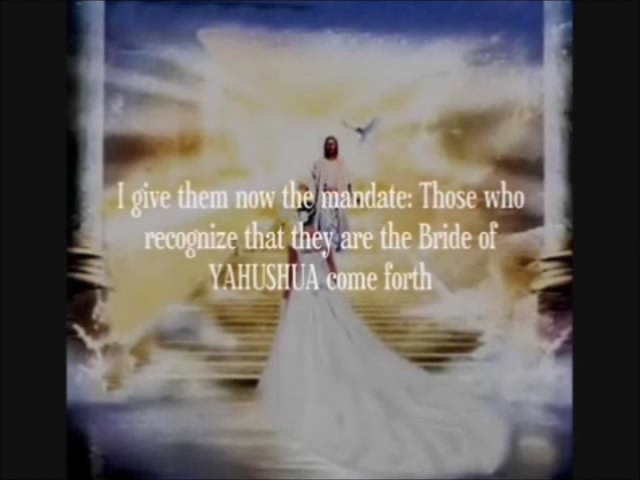 I give them now the mandate: Those who
recognize that they are the Bride of
YAHUSHUA come forth